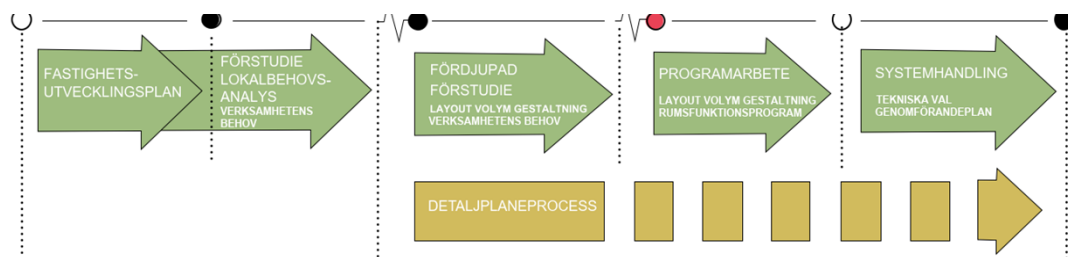 FASTIGHETS-
UTVECKLINGSPLAN
FÖRSTUDIE
LOKALBEHOVS-
ANALYS
VERKSAMHETENS
BEHOV
FÖRDJUPAD
FÖRSTUDIE
LAYOUT VOLYM GESTALTNING
VERKSAMHETENS BEHOV
PROGRAMARBETE
LAYOUT VOLYM GESTALTNING
RUMSFUNKTIONSPROGRAM
SYSTEMHANDLING
TEKNISKA VAL
GENOMFÖRANDEPLAN
DETALJPLANEPROCESS